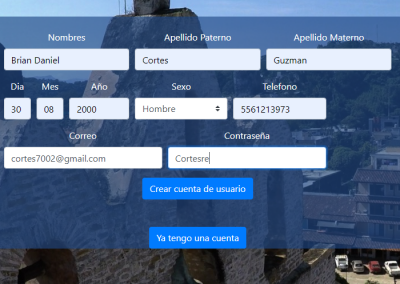 Nombres Apellido Paterno Apellido Materno
Brian Daniel Cortes Guzman
Dia Mes Año Sexo Telefono
30 08 2000 Hombre 5561213973
Correo Contraseña
cortes7002@gmail.com Cortesre
Crear cuenta de usuario
Ya tengo una cuenta